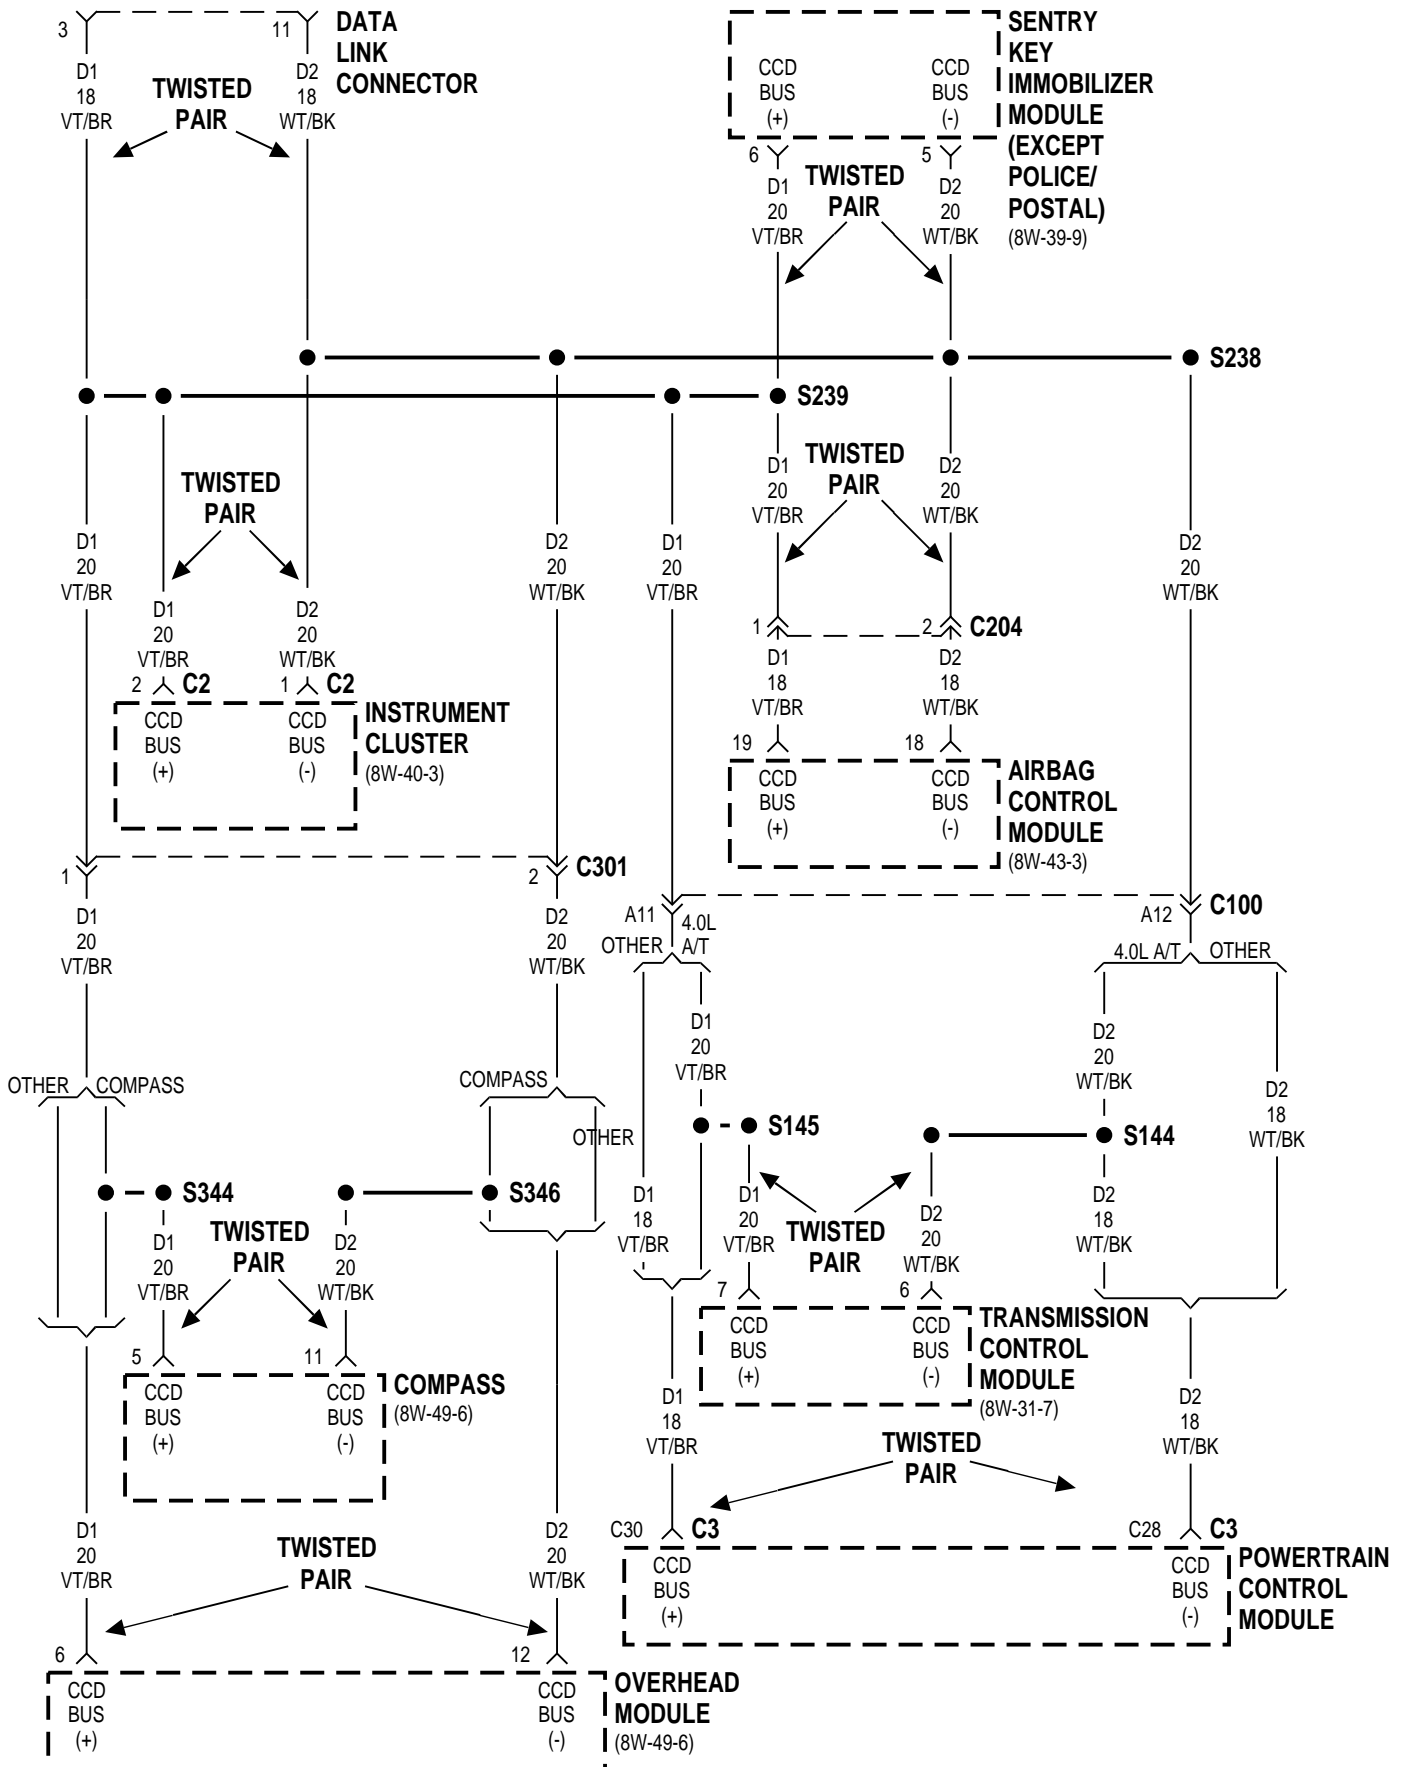 3
11
DATA
LINK
CONNECTOR
D1
18
VT/BR
D2
18
WT/BK
TWISTED
PAIR
SENTRY
KEY
IMMOBILIZER
MODULE
(EXCEPT
POLICE/
POSTAL)
(8W-39-9)
CCD
BUS
(+)
CCD
BUS
(-)
6
5
D1
20
VT/BR
TWISTED
PAIR
D2
20
WT/BK
S238
S239
TWISTED
PAIR
D1
20
VT/BR
D1
20
VT/BR
D2
20
WT/BK
2
C2
1
C2
CCD
BUS
(+)
CCD
BUS
(-)
INSTRUMENT
CLUSTER
(8W-40-3)
D2
20
WT/BK
D1
20
VT/BR
D1
20
VT/BR
TWISTED
PAIR
D2
20
WT/BK
D2
20
WT/BK
1
2
C204
D1
18
VT/BR
D2
18
WT/BK
19
18
CCD
BUS
(+)
CCD
BUS
(-)
AIRBAG
CONTROL
MODULE
(8W-43-3)
1
2
C301
D1
20
VT/BR
D2
20
WT/BK
A11
4.0L
OTHER
A/T
A12
C100
4.0L A/T
OTHER
D1
20
VT/BR
D2
20
WT/BK
D2
18
WT/BK
OTHER
COMPASS
COMPASS
OTHER
S145
S144
S344
S346
D1
20
VT/BR
TWISTED
PAIR
D2
20
WT/BK
D1
18
VT/BR
D1
20
VT/BR
TWISTED
PAIR
D2
20
WT/BK
D2
18
WT/BK
7
6
CCD
BUS
(+)
CCD
BUS
(-)
TRANSMISSION
CONTROL
MODULE
(8W-31-7)
5
11
CCD
BUS
(+)
CCD
BUS
(-)
COMPASS
(8W-49-6)
D1
18
VT/BR
TWISTED
PAIR
D2
18
WT/BK
C30
C3
C28
C3
CCD
BUS
(+)
CCD
BUS
(-)
POWERTRAIN
CONTROL
MODULE
D1
20
VT/BR
TWISTED
PAIR
D2
20
WT/BK
6
12
CCD
BUS
(+)
CCD
BUS
(-)
OVERHEAD
MODULE
(8W-49-6)